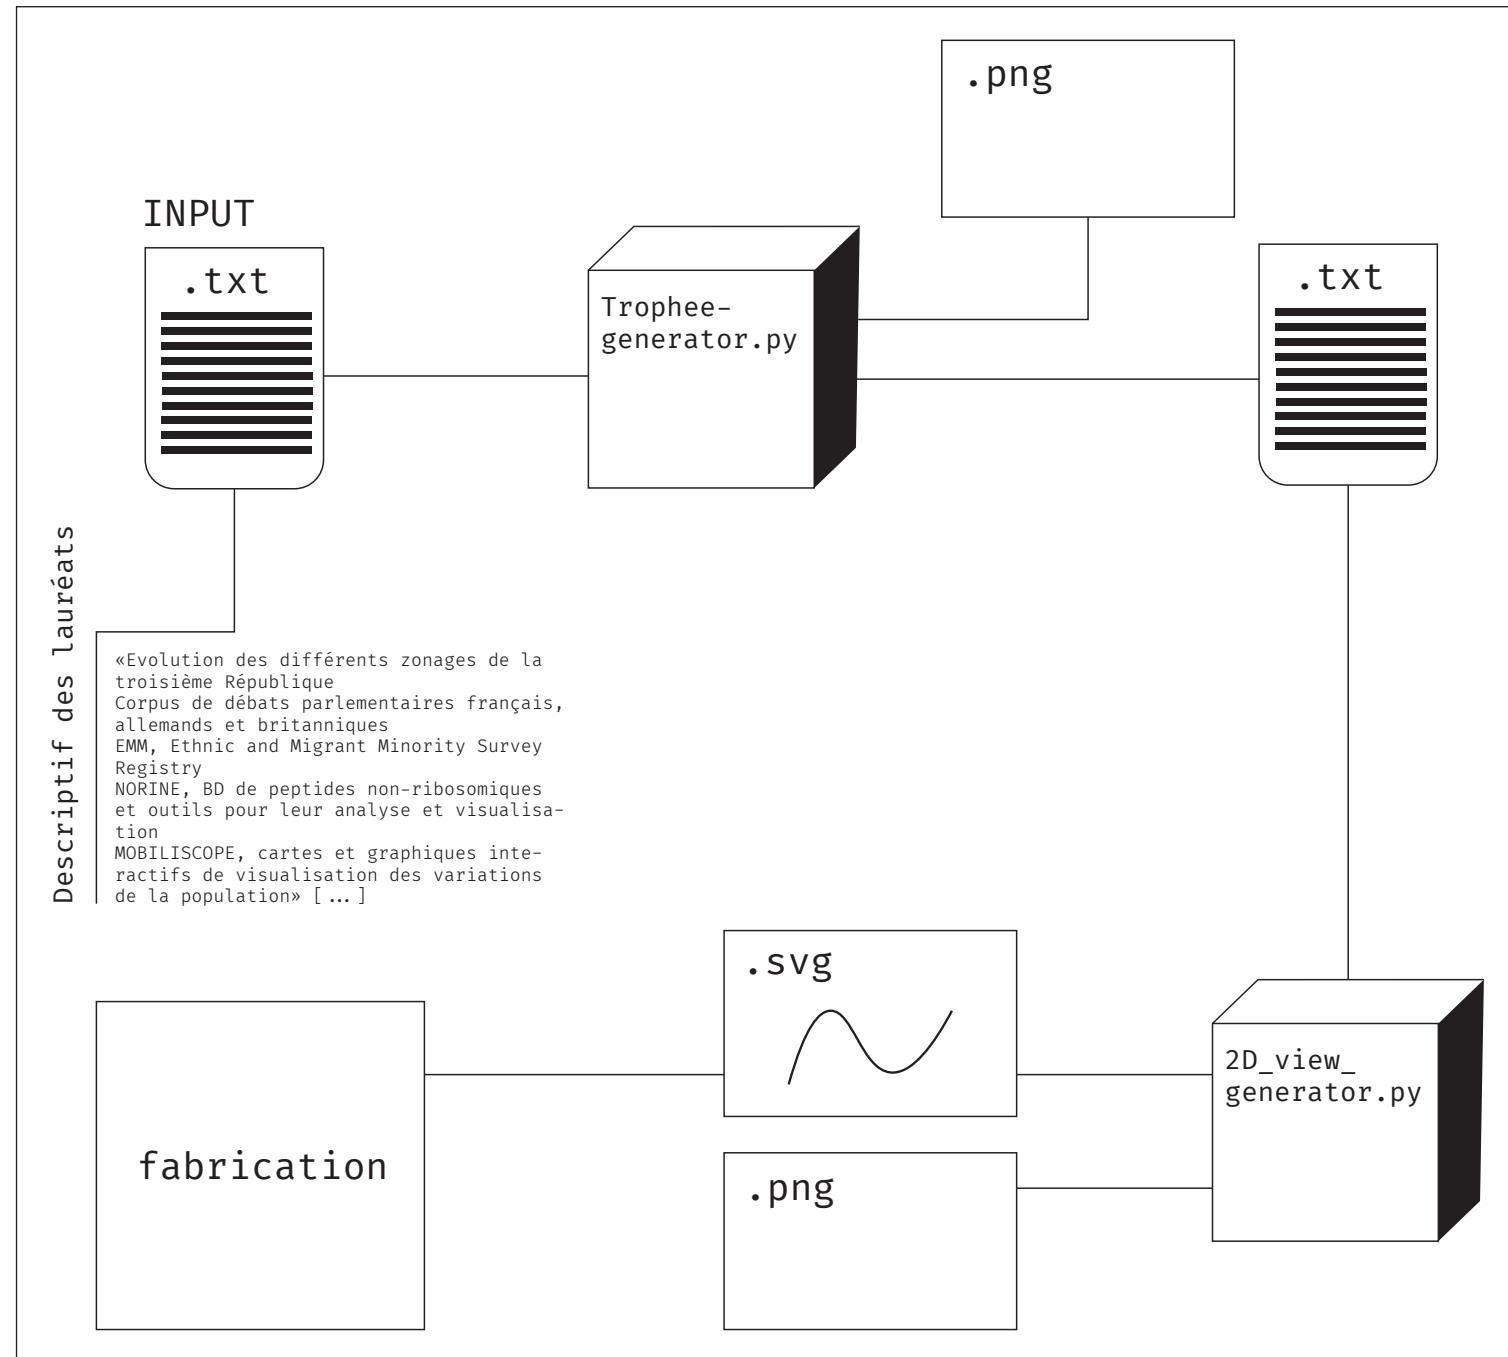 .png
INPUT
.txt
Trophee-
generator.py
.txt
Descriptif des lauréats
«Evolution des différents zonages de la
troisième République
Corpus de débats parlementaires français,
allemands et britanniques
EMM, Ethnic and Migrant Minority Survey
Registry
NORINE, BD de peptides non-ribosomiques
et outils pour leur analyse et visualisa-
tion
MOBILISCOPE, cartes et graphiques inte-
ractifs de visualisation des variations
de la population» [...]
.svg
2D_view_
generator.py
fabrication
.png